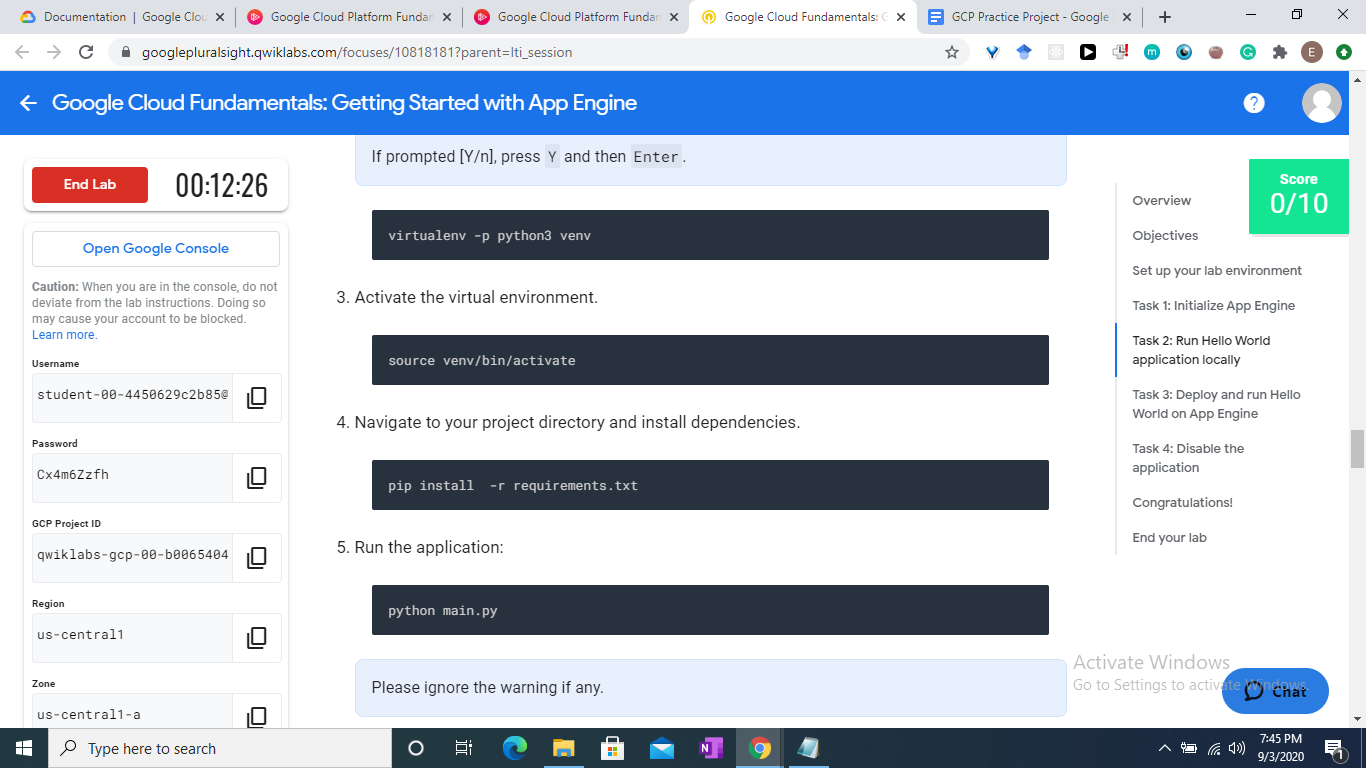 Documentation | Google Clou
Google Cloud Platform Fundar
Google Cloud Platform Fundar
Google Cloud Fundamentals: G
GCP Practice Project - Google
googlepluralsight.qwiklabs.com/focuses/10818181?parent=lti_session
Google Cloud Fundamentals: Getting Started with App Engine
End Lab
00:12:26
Open Google Console
Caution: When you are in the console, do not
deviate from the lab instructions. Doing so
may cause your account to be blocked.
Learn more.
Username
student-00-4450629c2b85@
Password
Cx4m6Zzfh
GCP Project ID
qwiklabs-gcp-00-b0065404
Region
us-central1
Zone
us-central1-a
If prompted [Y/n], press Y and then Enter.
virtualenv -p python3 venv
3. Activate the virtual environment.
source venv/bin/activate
4. Navigate to your project directory and install dependencies.
pip install  -r requirements.txt
5. Run the application:
python main.py
Please ignore the warning if any.
Score
0/10
Overview
Objectives
Set up your lab environment
Task 1: Initialize App Engine
Task 2: Run Hello World
application locally
Task 3: Deploy and run Hello
World on App Engine
Task 4: Disable the
application
Congratulations!
End your lab
Activate Windows
Go to Settings to activate Windows.
Chat
Type here to search
7:45 PM
9/3/2020
1